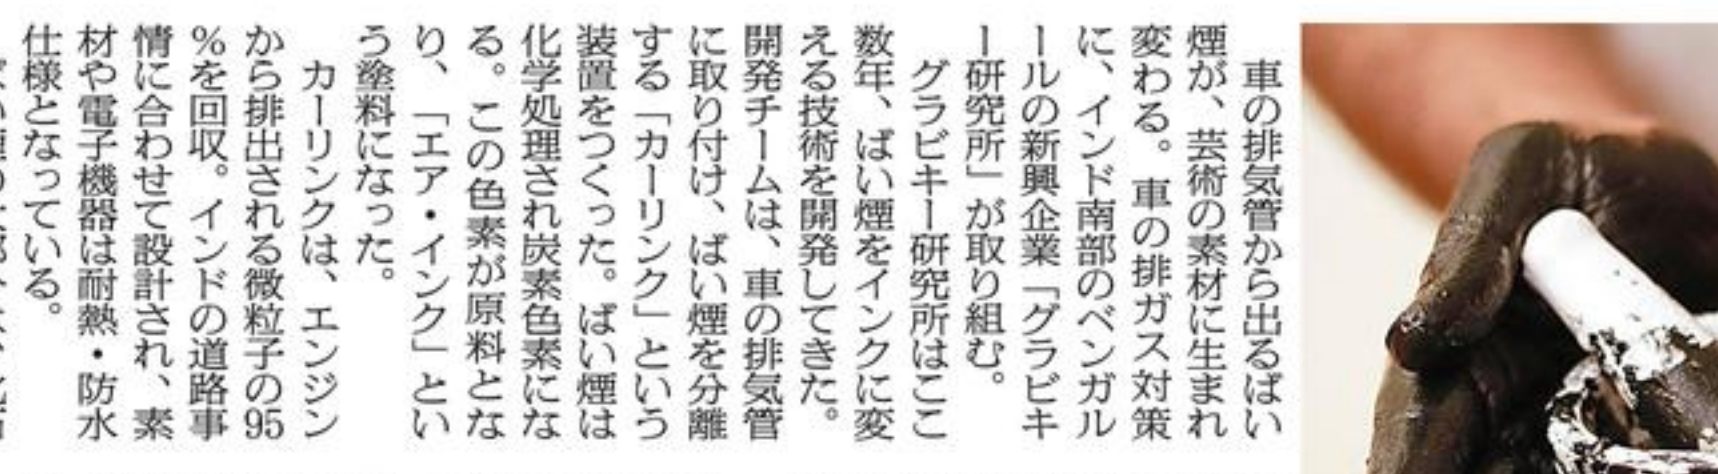 車の排気管から出るばい
煙が、芸術の素材に生まれ
変わる。車の排ガス対策
に、インド南部のベンガル
ールの新興企業「グラビキ
ー研究所」が取り組む。
グラビキー研究所はここ
数年、ばい煙をインクに変
える技術を開発してきた。
開発チームは、車の排気管
に取り付け、ばい煙を分離
する「カーリンク」という
装置をつくった。ばい煙は
化学処理され炭素色素にな
る。この色素が原料とな
り、「エア・インク」とい
う塗料になった。
カーリンクは、エンジン
から排出される微粒子の95
%を回収。インドの道路事
情に合わせて設計され、素
材や電子機器は耐熱・防水
仕様となっている。